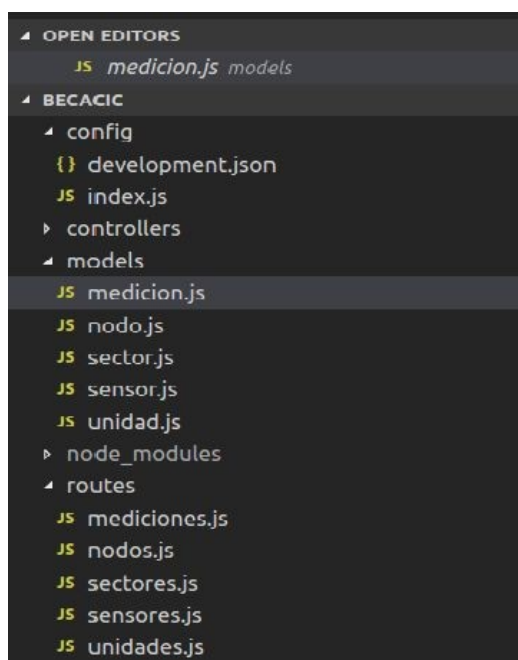 OPEN EDITORS
JS medicion.js models
BECACIC
config
{} development.json
JS index.js
controllers
models
JS medicion.js
JS nodo.js
JS sector.js
JS sensor.js
JS unidad.js
node_modules
routes
JS mediciones.js
JS nodos.js
JS sectores.js
JS sensores.js
JS unidades.js